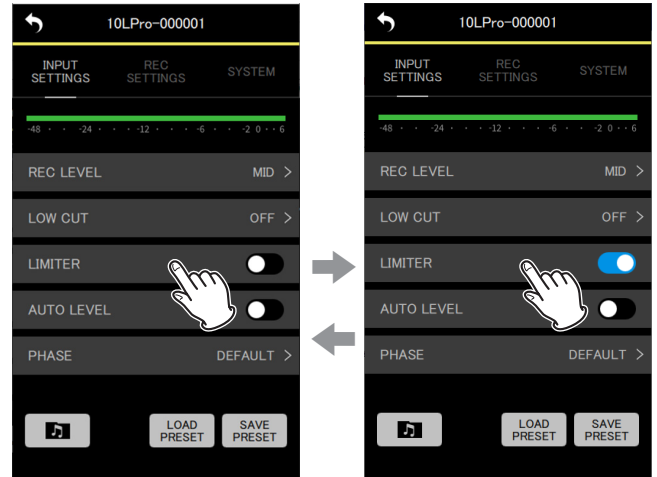 10LPro-000001
INPUT SETTINGS REC SETTINGS SYSTEM
-48 · · -24 · · · -12 · · · · -6 · · · -2 0 · · 6
REC LEVEL MID >
LOW CUT OFF >
LIMITER
AUTO LEVEL
PHASE DEFAULT >
LOAD PRESET SAVE PRESET
10LPro-000001
INPUT SETTINGS REC SETTINGS SYSTEM
-48 · · -24 · · · -12 · · · · -6 · · · -2 0 · · 6
REC LEVEL MID >
LOW CUT OFF >
LIMITER
AUTO LEVEL
PHASE DEFAULT >
LOAD PRESET SAVE PRESET